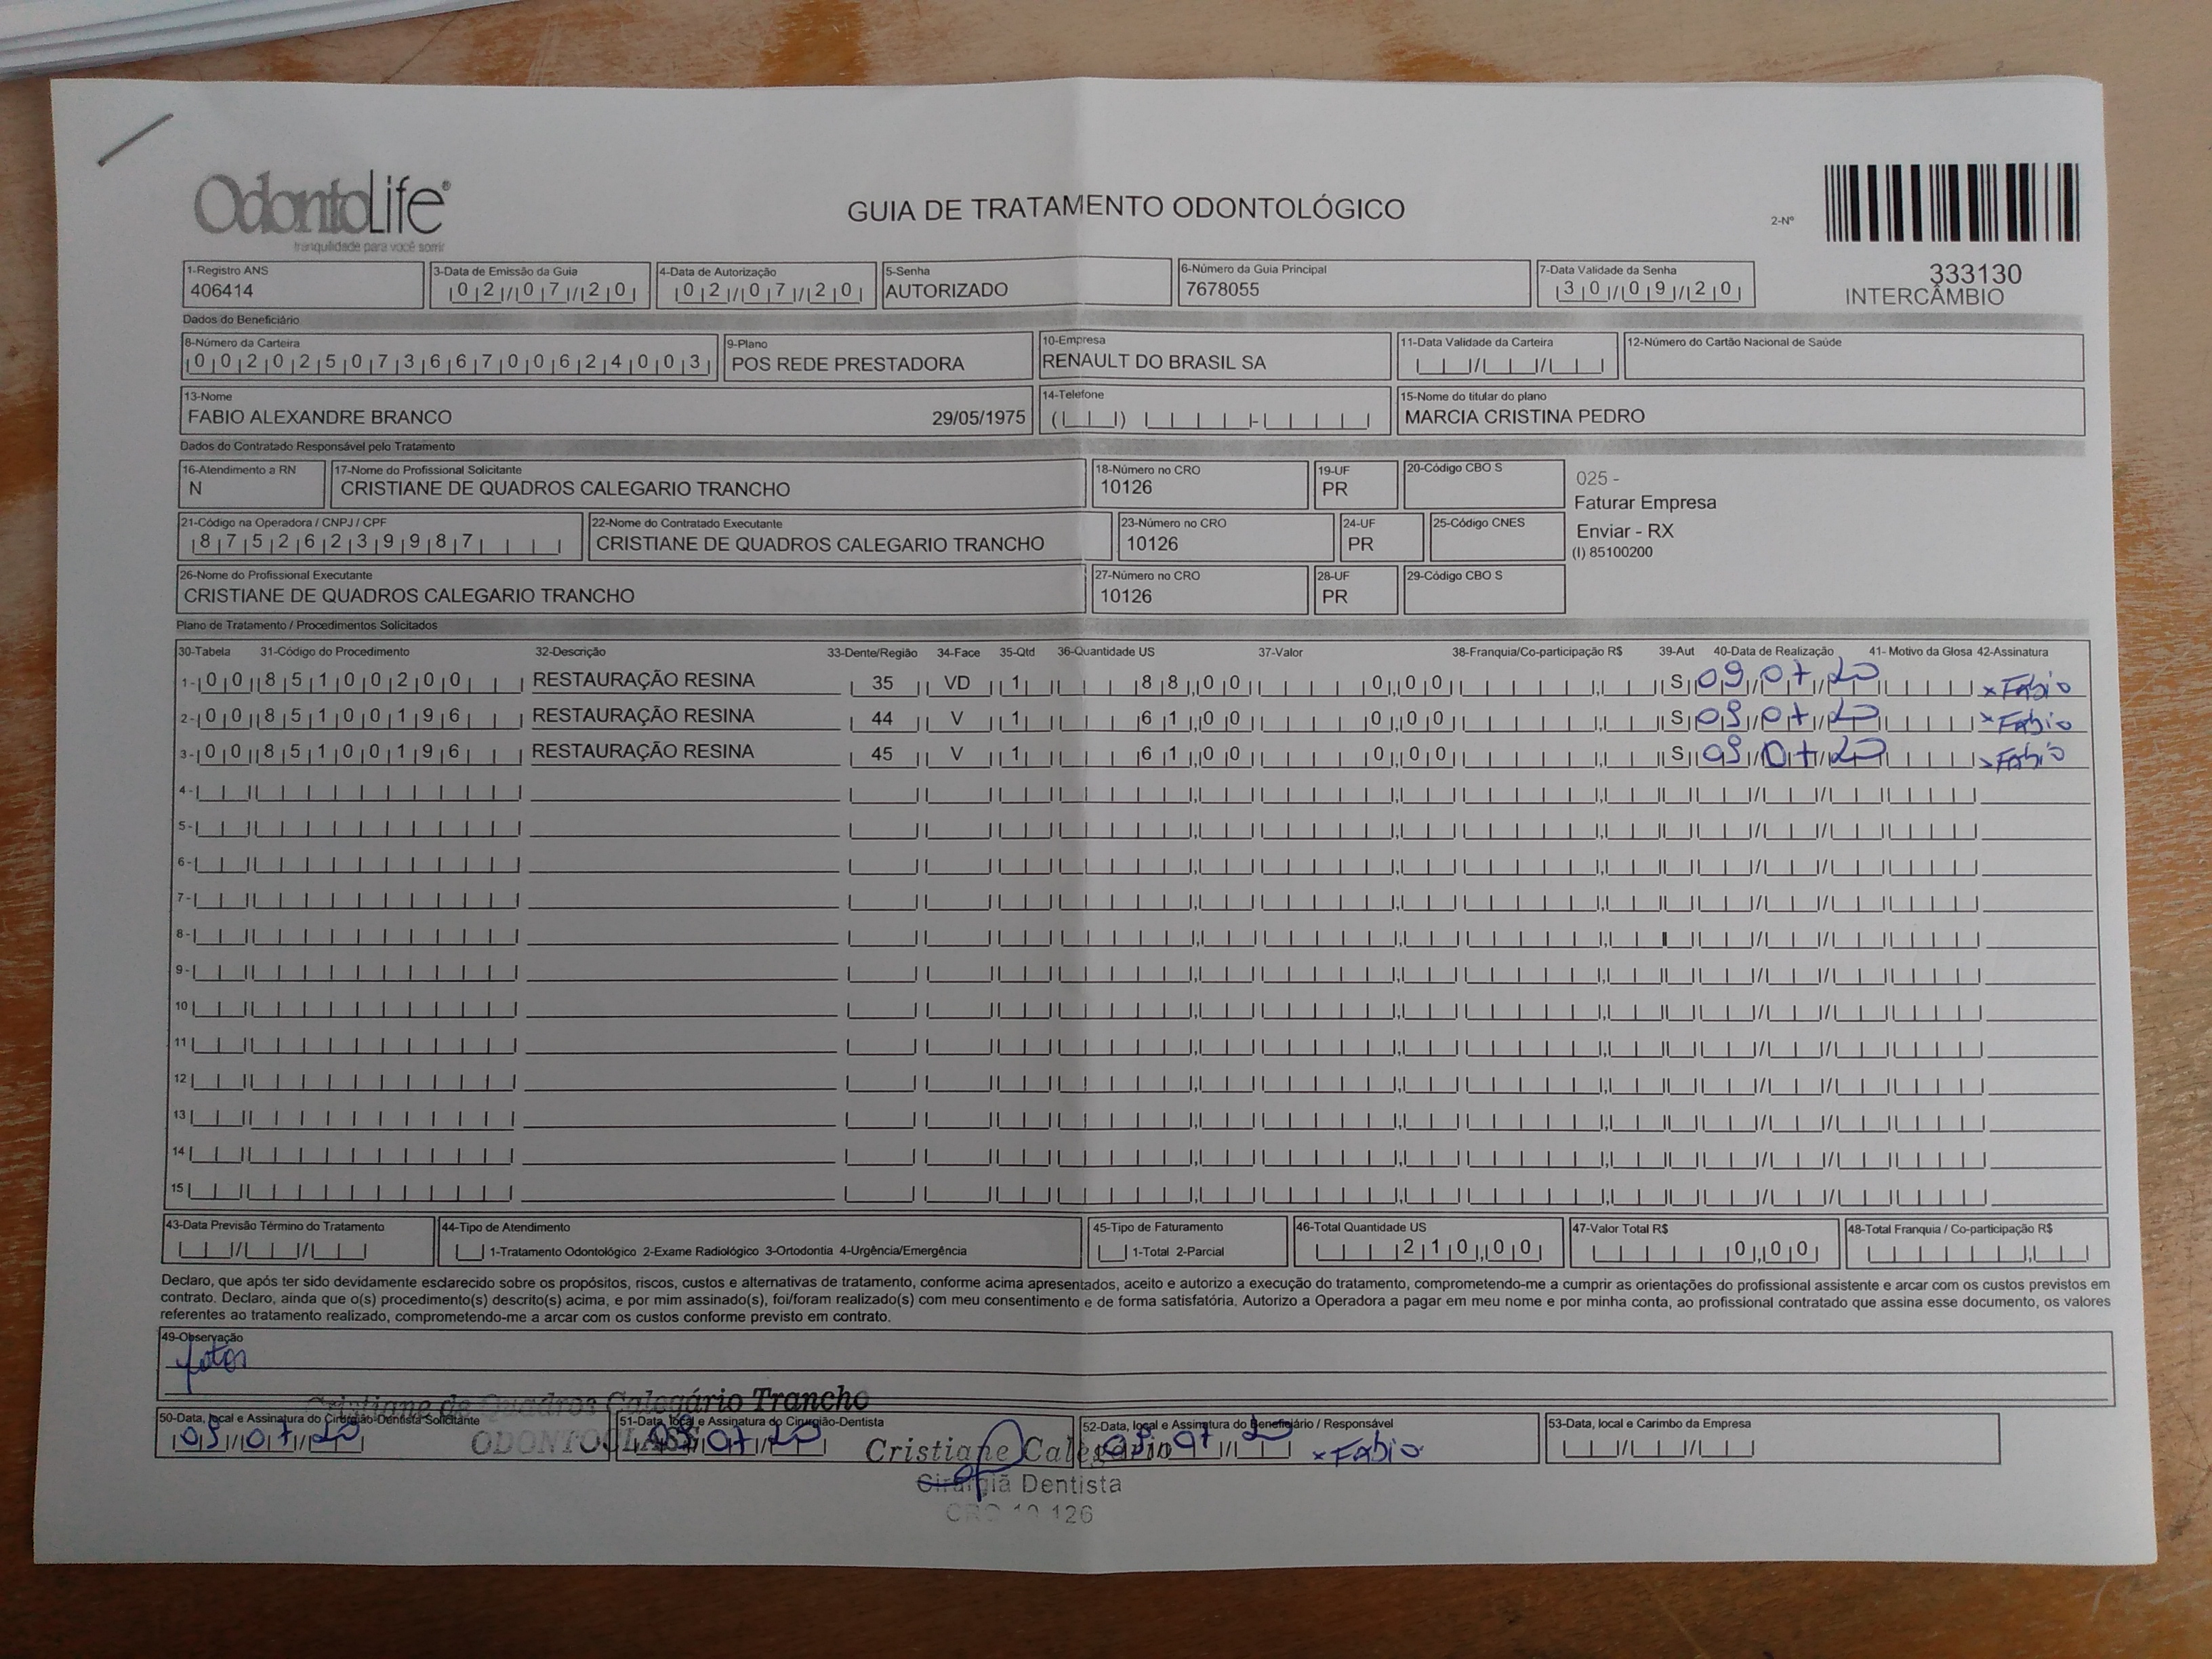 OdontoLife®
tranquilidade para você sorrir
GUIA DE TRATAMENTO ODONTOLÓGICO
2-Nº
333130
INTERCÂMBIO
1-Registro ANS
406414
3-Data de Emissão da Guia
02/07/20
4-Data de Autorização
02/07/20
5-Senha
AUTORIZADO
6-Número da Guia Principal
7678055
7-Data Validade da Senha
30/09/20
Dados do Beneficiário
8-Número da Carteira
00202507366700624003
9-Plano
POS REDE PRESTADORA
10-Empresa
RENAULT DO BRASIL SA
11-Data Validade da Carteira
12-Número do Cartão Nacional de Saúde
13-Nome
FABIO ALEXANDRE BRANCO 29/05/1975
14-Telefone
15-Nome do titular do plano
MARCIA CRISTINA PEDRO
Dados do Contratado Responsável pelo Tratamento
16-Atendimento a RN
N
17-Nome do Profissional Solicitante
CRISTIANE DE QUADROS CALEGARIO TRANCHO
18-Número no CRO
10126
19-UF
PR
20-Código CBO S
025 -
Faturar Empresa
Enviar - RX
(I) 85100200
21-Código na Operadora / CNPJ / CPF
87526239987
22-Nome do Contratado Executante
CRISTIANE DE QUADROS CALEGARIO TRANCHO
23-Número no CRO
10126
24-UF
PR
25-Código CNES
26-Nome do Profissional Executante
CRISTIANE DE QUADROS CALEGARIO TRANCHO
27-Número no CRO
10126
28-UF
PR
29-Código CBO S
Plano de Tratamento / Procedimentos Solicitados
30-Tabela 31-Código do Procedimento 32-Descrição 33-Dente/Região 34-Face 35-Qtd 36-Quantidade US 37-Valor 38-Franquia/Co-participação R$ 39-Aut 40-Data de Realização 41- Motivo da Glosa 42-Assinatura
1- 00 85100200 RESTAURAÇÃO RESINA 35 VD 1 88,00 0,00 S 09/07/20 x Fabio
2- 00 85100196 RESTAURAÇÃO RESINA 44 V 1 61,00 0,00 S 09/07/20 x Fabio
3- 00 85100196 RESTAURAÇÃO RESINA 45 V 1 61,00 0,00 S 09/07/20 x Fabio
4-
5-
6-
7-
8-
9-
10
11
12
13
14
15
43-Data Previsão Término do Tratamento
44-Tipo de Atendimento
1-Tratamento Odontológico 2-Exame Radiológico 3-Ortodontia 4-Urgência/Emergência
45-Tipo de Faturamento
1-Total 2-Parcial
46-Total Quantidade US
210,00
47-Valor Total R$
0,00
48-Total Franquia / Co-participação R$
Declaro, que após ter sido devidamente esclarecido sobre os propósitos, riscos, custos e alternativas de tratamento, conforme acima apresentados, aceito e autorizo a execução do tratamento, comprometendo-me a cumprir as orientações do profissional assistente e arcar com os custos previstos em
contrato. Declaro, ainda que o(s) procedimento(s) descrito(s) acima, e por mim assinado(s), foi/foram realizado(s) com meu consentimento e de forma satisfatória. Autorizo a Operadora a pagar em meu nome e por minha conta, ao profissional contratado que assina esse documento, os valores
referentes ao tratamento realizado, comprometendo-me a arcar com os custos conforme previsto em contrato.
49-Observação
fotos
Cristiane de Quadros Calegário Trancho
50-Data, local e Assinatura do Cirurgião-Dentista Solicitante
09/07/20
51-Data, local e Assinatura do Cirurgião-Dentista
09/07/20
52-Data, local e Assinatura do Beneficiário / Responsável
09/07/20 x Fabio
53-Data, local e Carimbo da Empresa
Cristiane Calegário
Cirurgiã Dentista
CRO 10 126